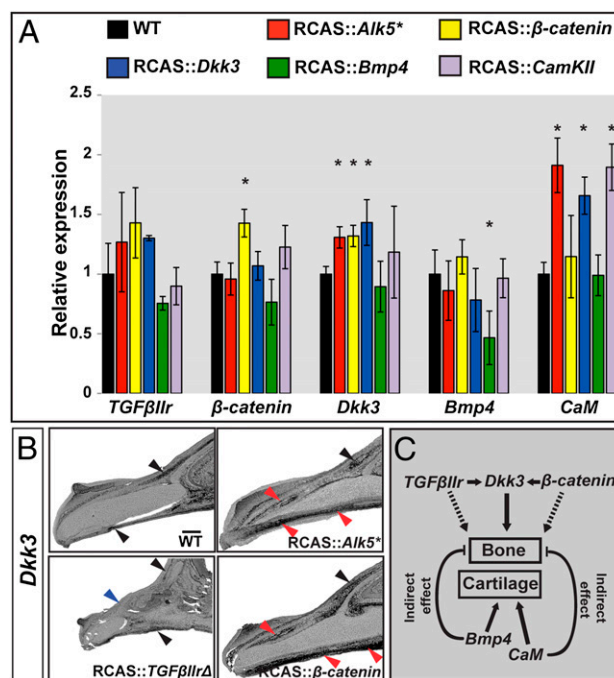 A
WT
RCAS::Alk5*
RCAS::β-catenin
RCAS::Dkk3
RCAS::Bmp4
RCAS::CamKII
Relative expression
2.5
2
1.5
1
0.5
0
* * * * * * * *
TGFβIIr β-catenin Dkk3 Bmp4 CaM
B
Dkk3
WT
RCAS::Alk5*
RCAS::TGFβIIrΔ
RCAS::β-catenin
C
TGFβIIr Dkk3 β-catenin
Bone
Cartilage
Indirect
effect
Indirect
effect
Bmp4
CaM